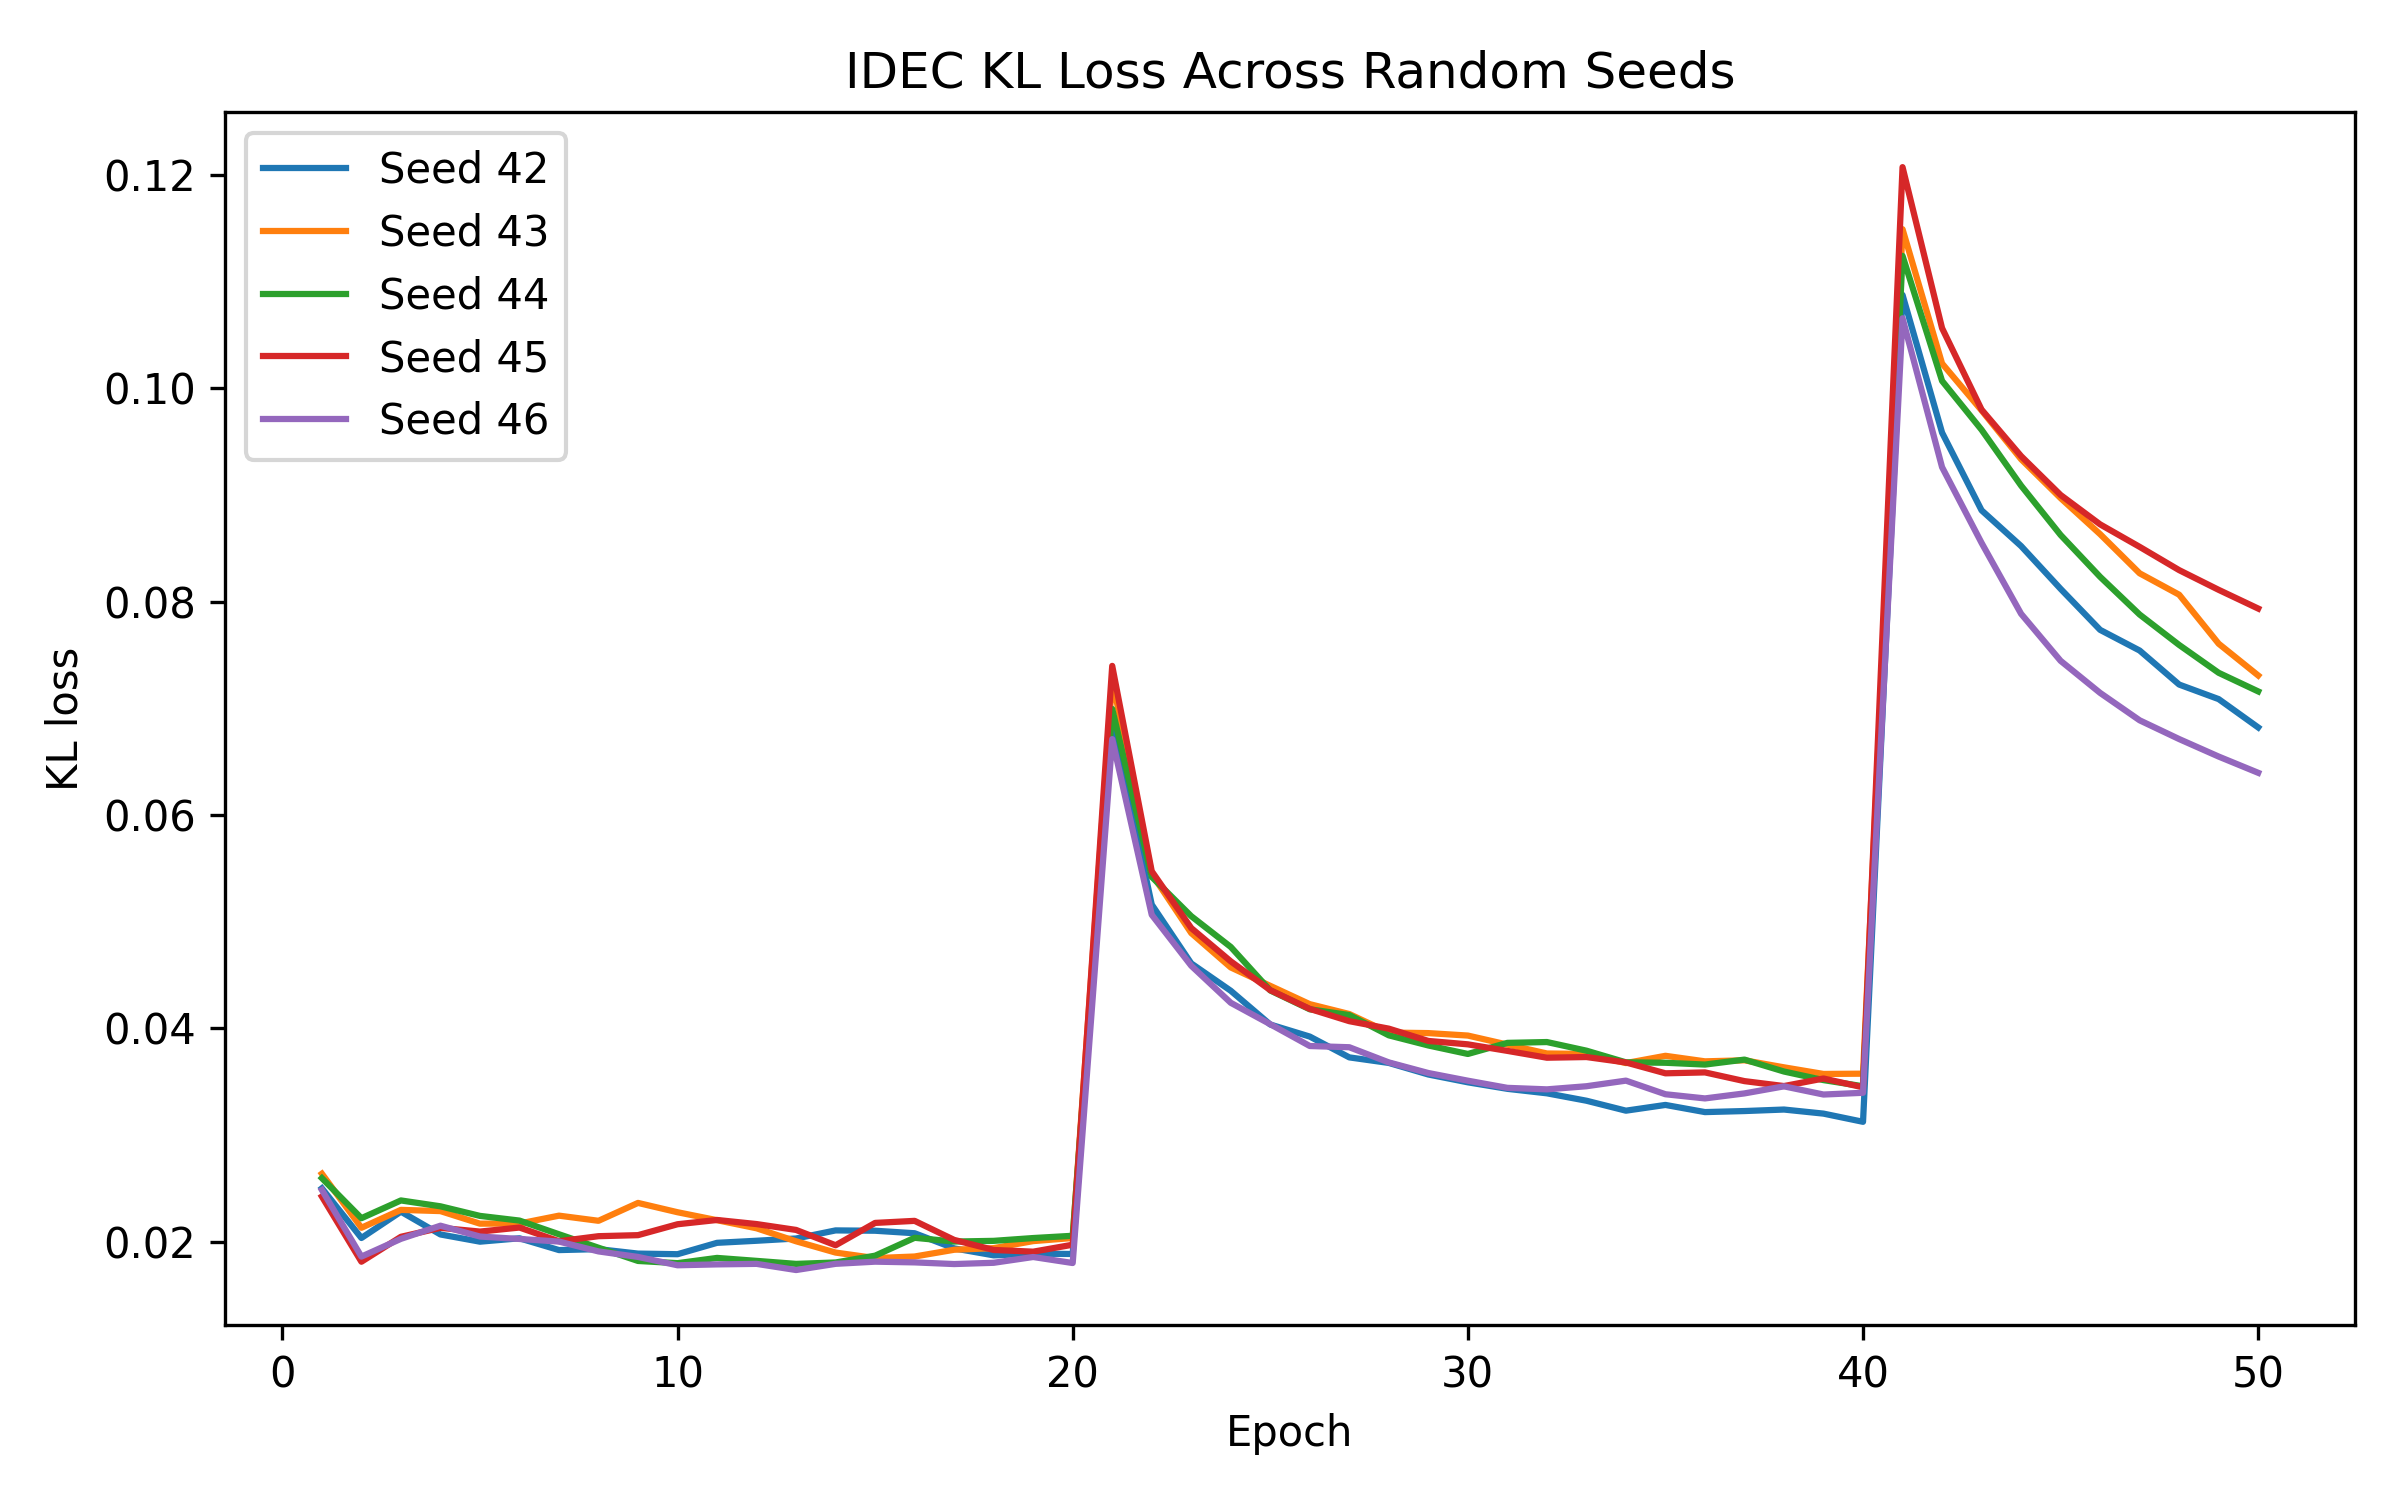 IDEC KL Loss Across Random Seeds
Seed 42
Seed 43
Seed 44
Seed 45
Seed 46
KL loss
0.12
0.10
0.08
0.06
0.04
0.02
0 10 20 30 40 50
Epoch